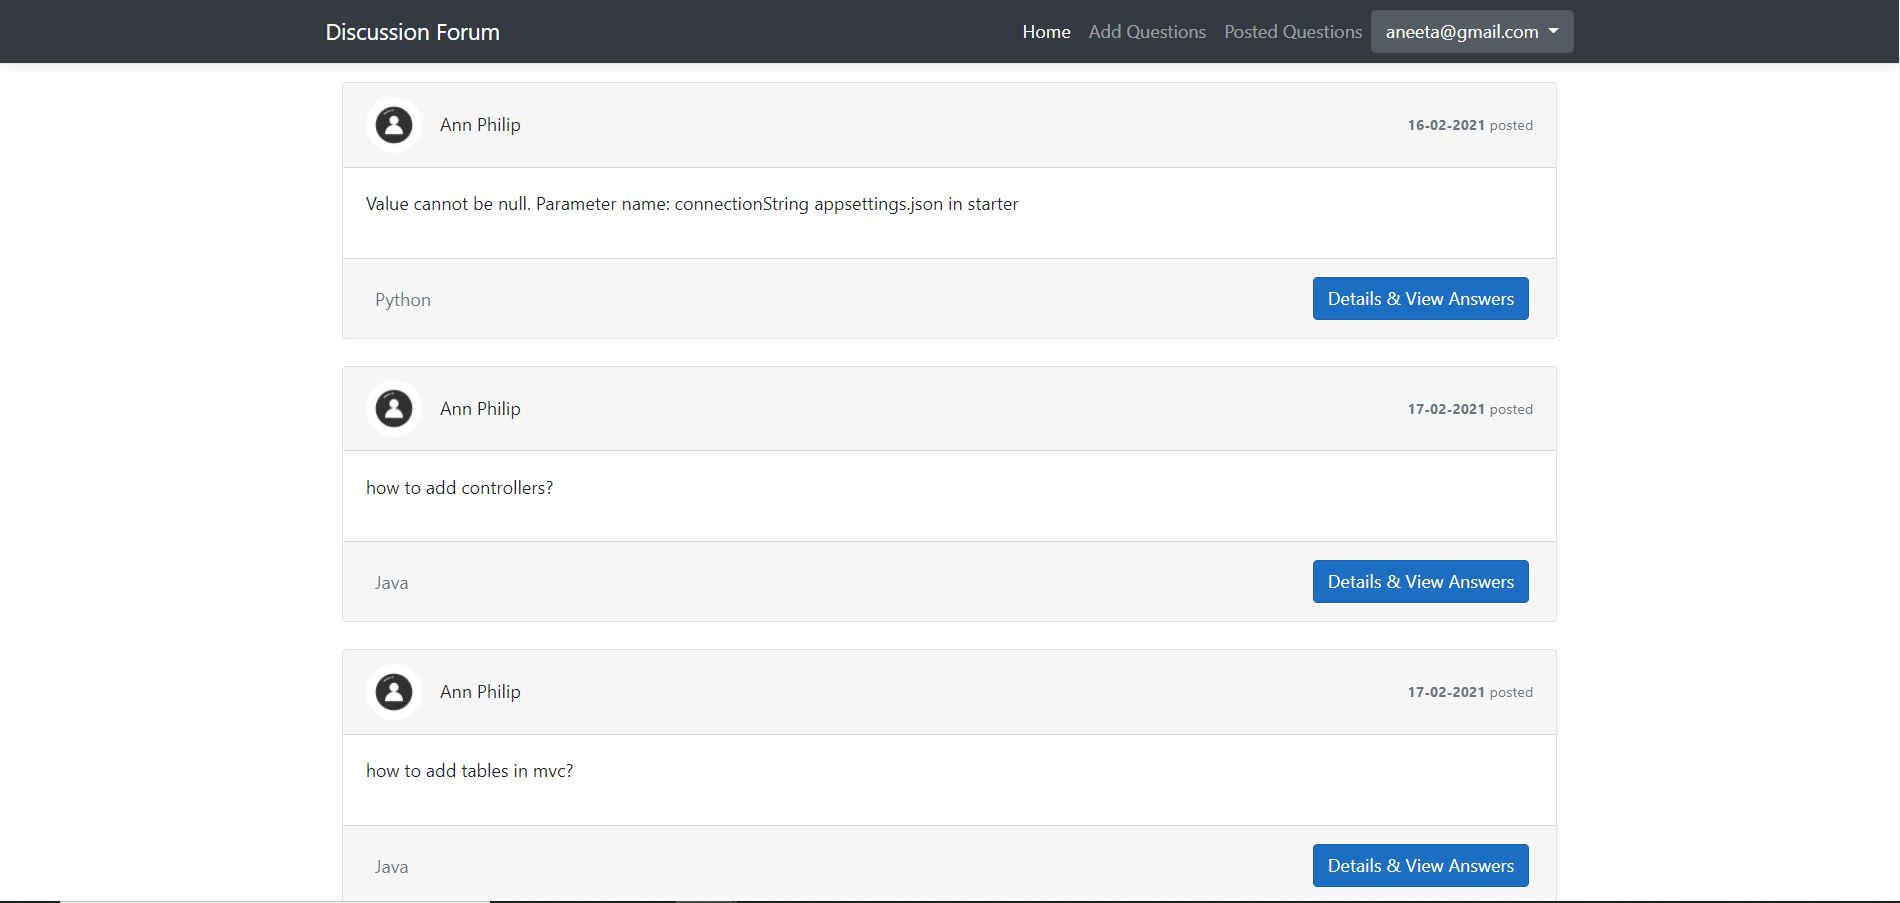 Discussion Forum Home Add Questions Posted Questions aneeta@gmail.com
Ann Philip 16-02-2021 posted
Value cannot be null. Parameter name: connectionString appsettings.json in starter
Python Details & View Answers
Ann Philip 17-02-2021 posted
how to add controllers?
Java Details & View Answers
Ann Philip 17-02-2021 posted
how to add tables in mvc?
Java Details & View Answers